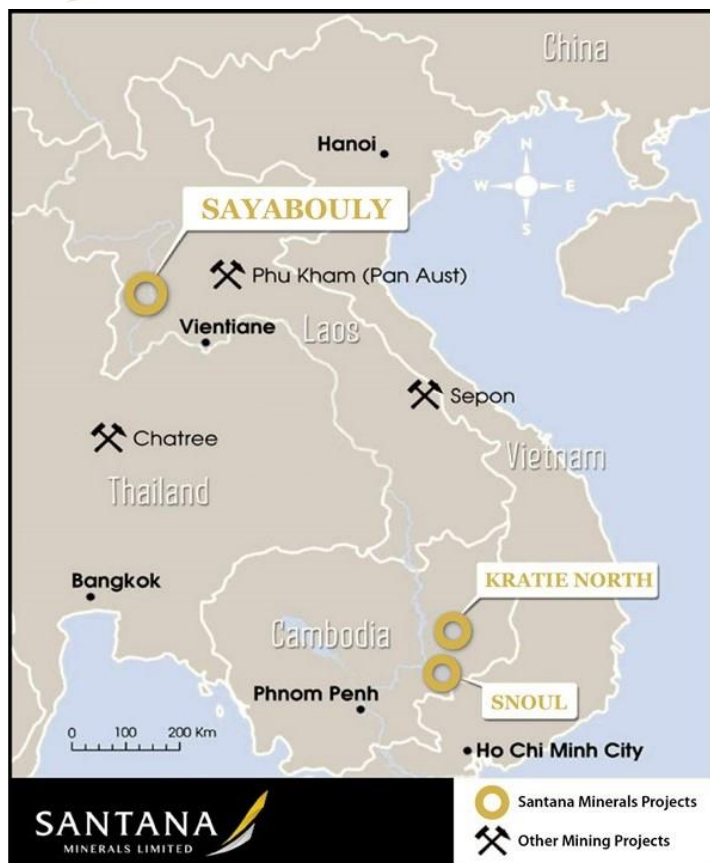 China
Hanoi
N
W E
S
SAYABOULY
Phu Kham (Pan Aust)
Laos
Vientiane
Sepon
Chatree
Vietnam
Thailand
KRATIE NORTH
Bangkok
Cambodia
Phnom Penh
SNOUL
0 100 200 Km
Ho Chi Minh City
SANTANA
MINERALS LIMITED
Santana Minerals Projects
Other Mining Projects